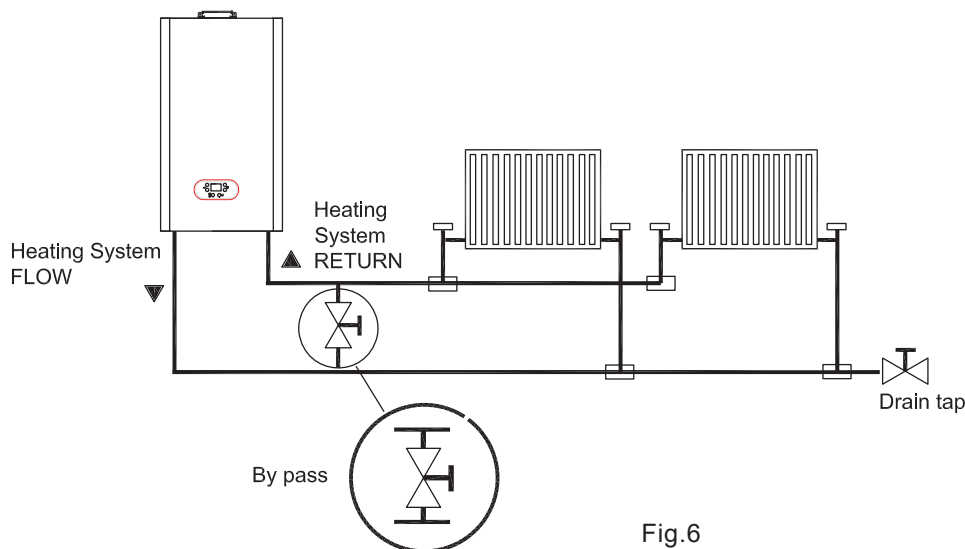 Heating
System
RETURN
Heating System
FLOW
Drain tap
By pass
Fig.6